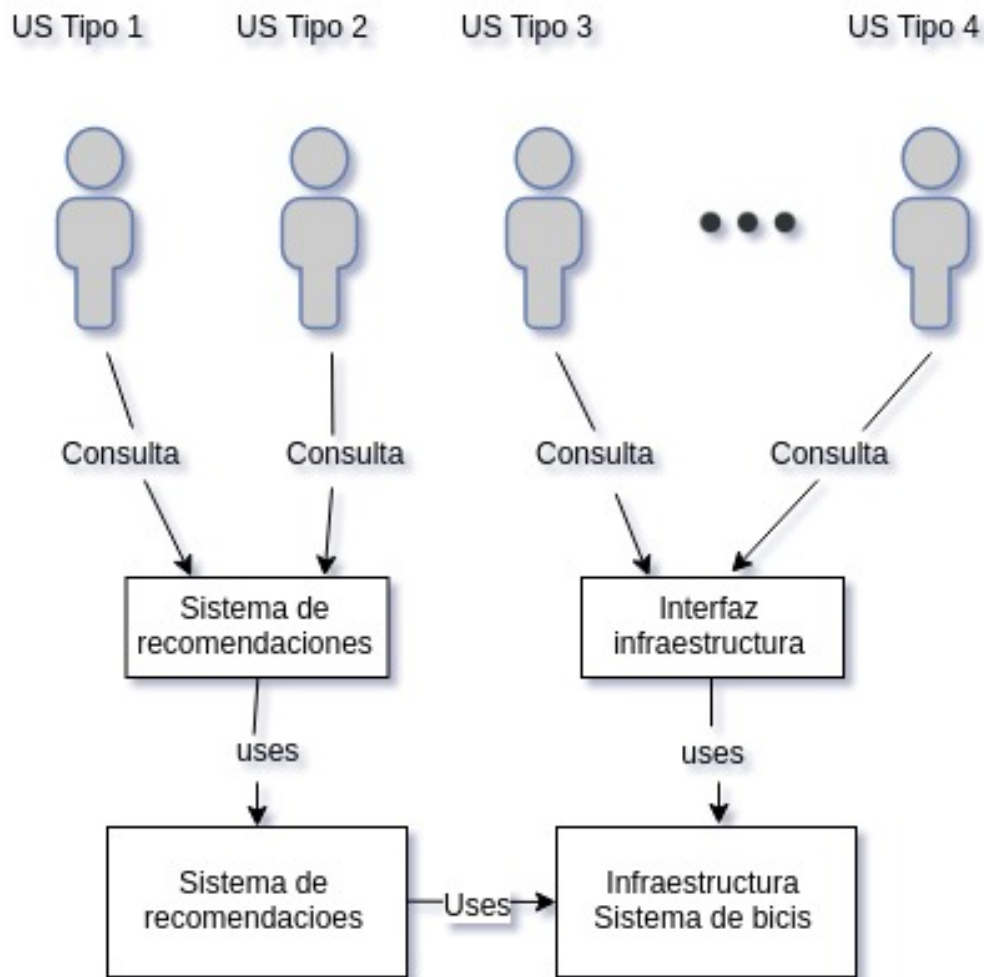 US Tipo 1
US Tipo 2
US Tipo 3
US Tipo 4
Consulta
Consulta
Consulta
Consulta
Sistema de
recomendaciones
Interfaz
infraestructura
uses
uses
Sistema de
recomendacioes
Uses
Infraestructura
Sistema de bicis